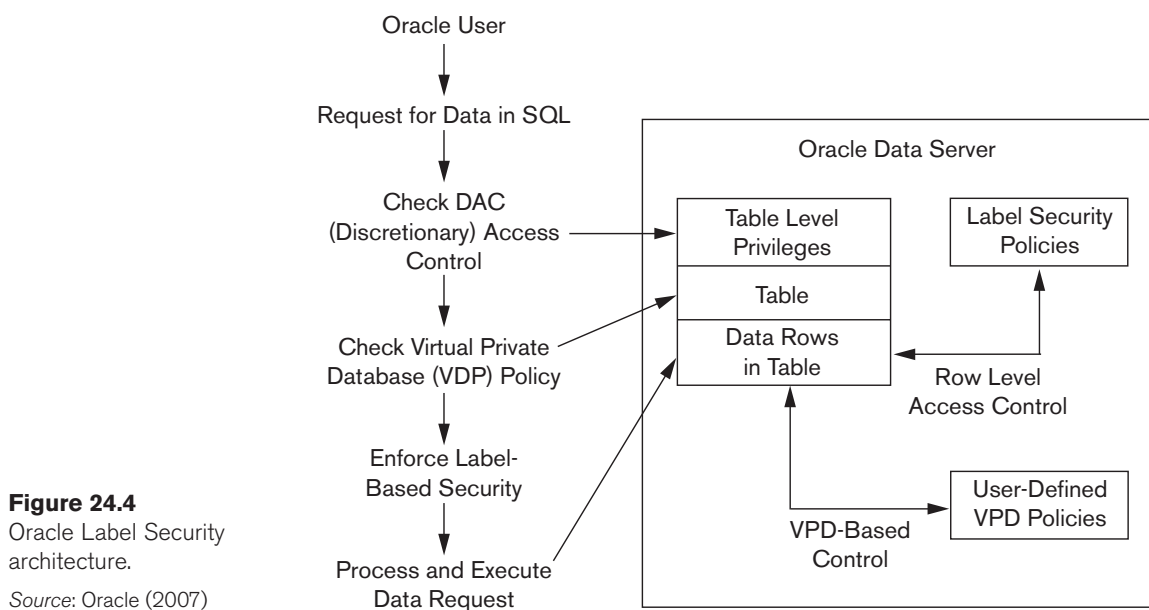 Oracle User
Request for Data in SQL
Check DAC
(Discretionary) Access
Control
Check Virtual Private
Database (VDP) Policy
Enforce Label-
Based Security
Process and Execute
Data Request
Oracle Data Server
Table Level
Privileges
Table
Data Rows
in Table
Label Security
Policies
Row Level
Access Control
User-Defined
VPD Policies
VPD-Based
Control
Figure 24.4
Oracle Label Security
architecture.
Source: Oracle (2007)